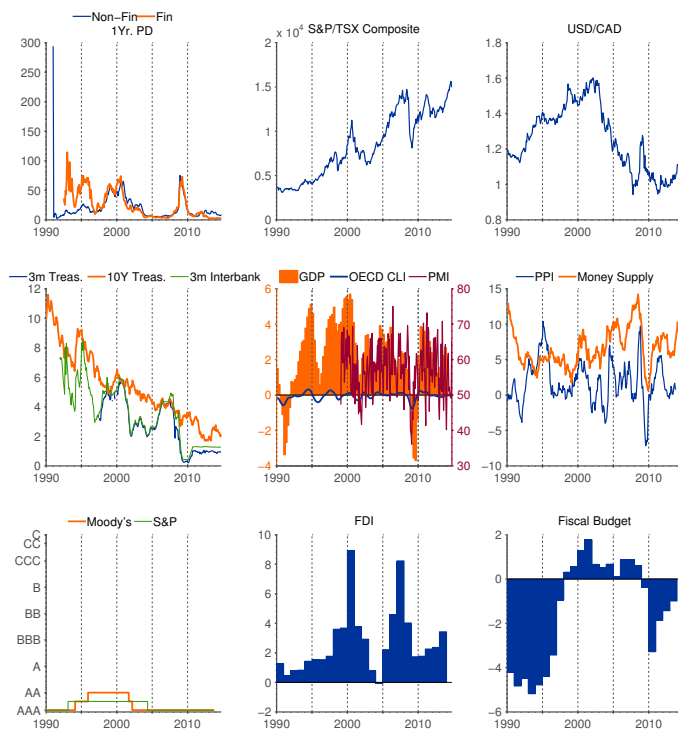 Non−Fin Fin
1Yr. PD
300
250
200
150
100
50
0
1990 2000 2010
x 10⁴ S&P/TSX Composite
2
1.5
1
0.5
0
1990 2000 2010
USD/CAD
1.8
1.6
1.4
1.2
1
0.8
1990 2000 2010
3m Treas. 10Y Treas. 3m Interbank
12
10
8
6
4
2
0
1990 2000 2010
GDP OECD CLI PMI
6
4
2
0
−2
−4
80
70
60
50
40
30
1990 2000 2010
PPI Money Supply
15
10
5
0
−5
−10
1990 2000 2010
Moody's S&P
C
CC
CCC
B
BB
BBB
A
AA
AAA
1990 2000 2010
FDI
10
8
6
4
2
0
−2
1990 2000 2010
Fiscal Budget
2
0
−2
−4
−6
1990 2000 2010